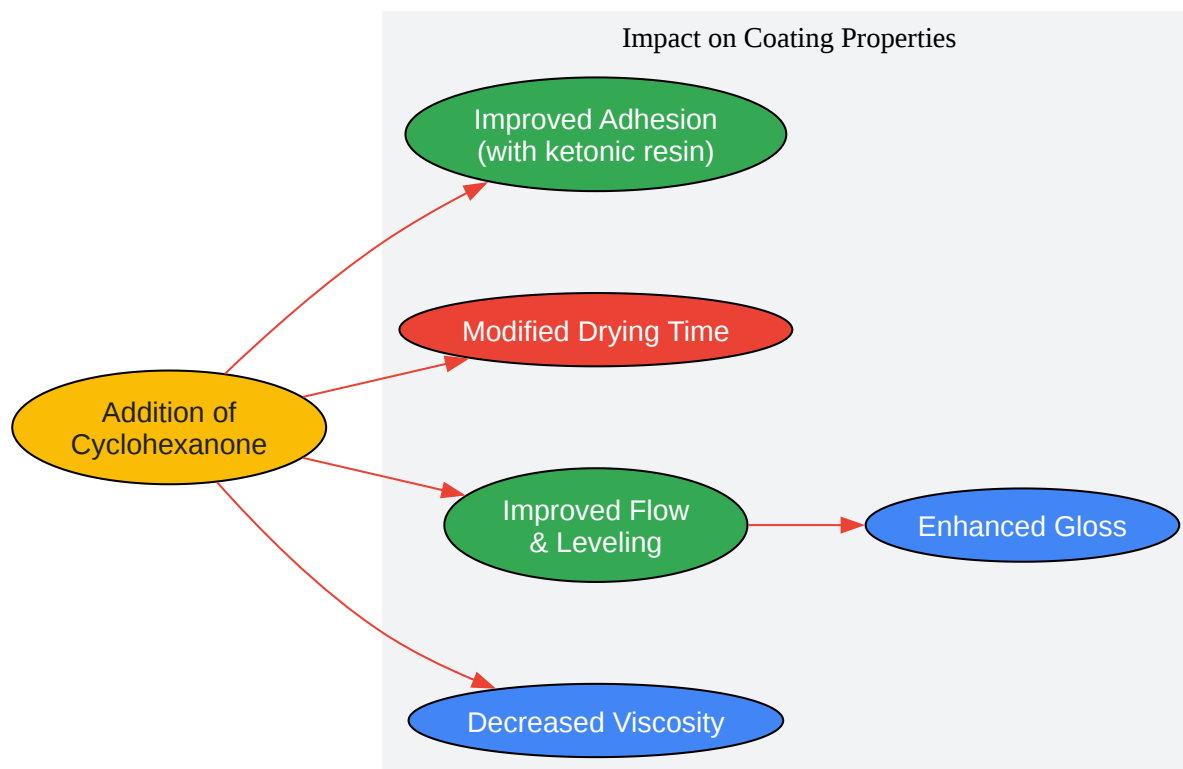 Impact on Coating Properties
Improved Adhesion
(with ketonic resin)
Modified Drying Time
Addition of
Cyclohexanone
Improved Flow
& Leveling
Enhanced Gloss
Decreased Viscosity